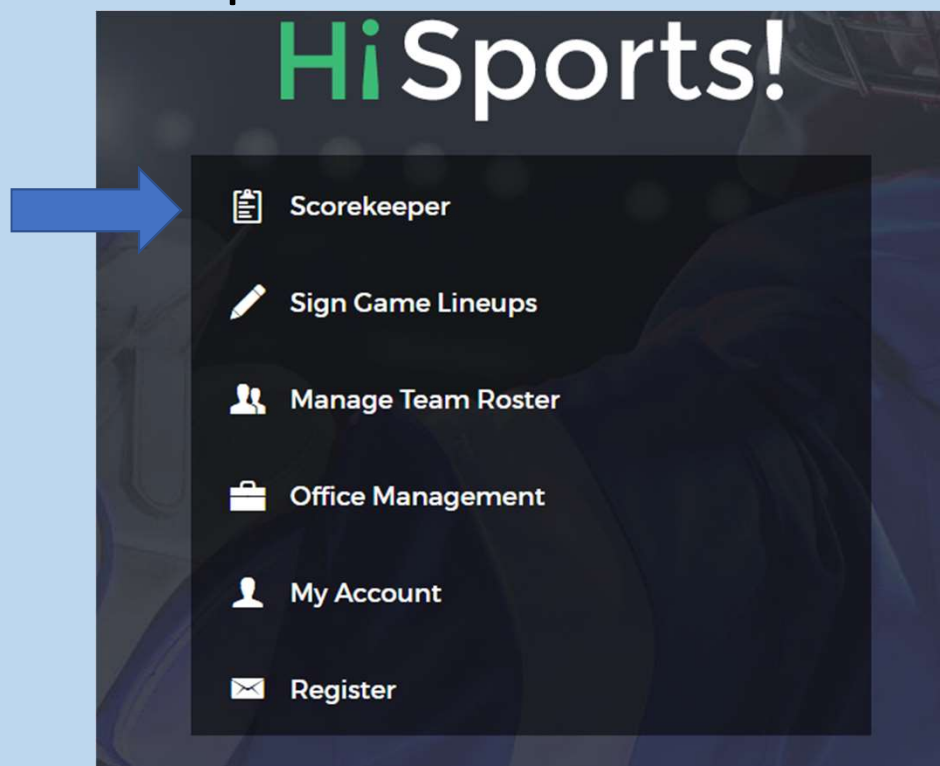 HiSports!
Scorekeeper
Sign Game Lineups
Manage Team Roster
Office Management
My Account
Register